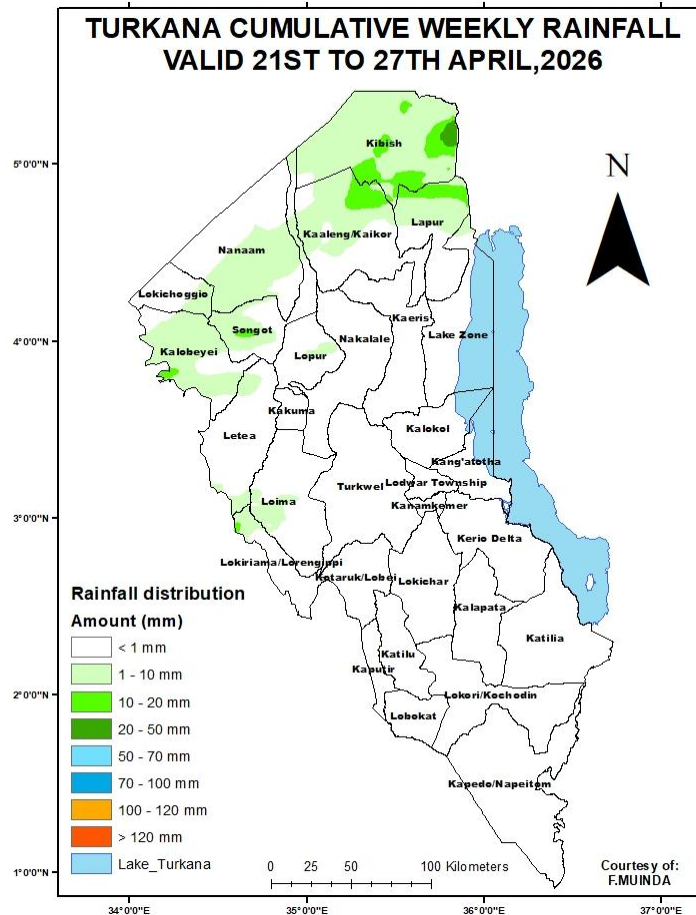 TURKANA CUMULATIVE WEEKLY RAINFALL
VALID 21ST TO 27TH APRIL,2026
N
5°0'0"N
4°0'0"N
3°0'0"N
2°0'0"N
1°0'0"N
Kibish
Lapur
Kaaleng/Kaikor
Nanaam
Lokichoggio
Kaeris
Songot
Lake Zone
Nakalale
Kalobeyei
Lopur
Kakuma
Kalokol
Letea
Kang'atotha
Lodwar Township
Turkwel
Loima
Kanamkemer
Kerio Delta
Lokiriama/Lorengippi
Kotaruk/Lobei
Lokichar
Kalapata
Katilia
Katilu
Kaputir
Lokori/Kochodin
Lobokat
Kapedo/Napeitom
Rainfall distribution
Amount (mm)
< 1 mm
1 - 10 mm
10 - 20 mm
20 - 50 mm
50 - 70 mm
70 - 100 mm
100 - 120 mm
> 120 mm
Lake_Turkana
0 25 50 100 Kilometers
Courtesy of:
F.MUINDA
34°0'0"E 35°0'0"E 36°0'0"E 37°0'0"E